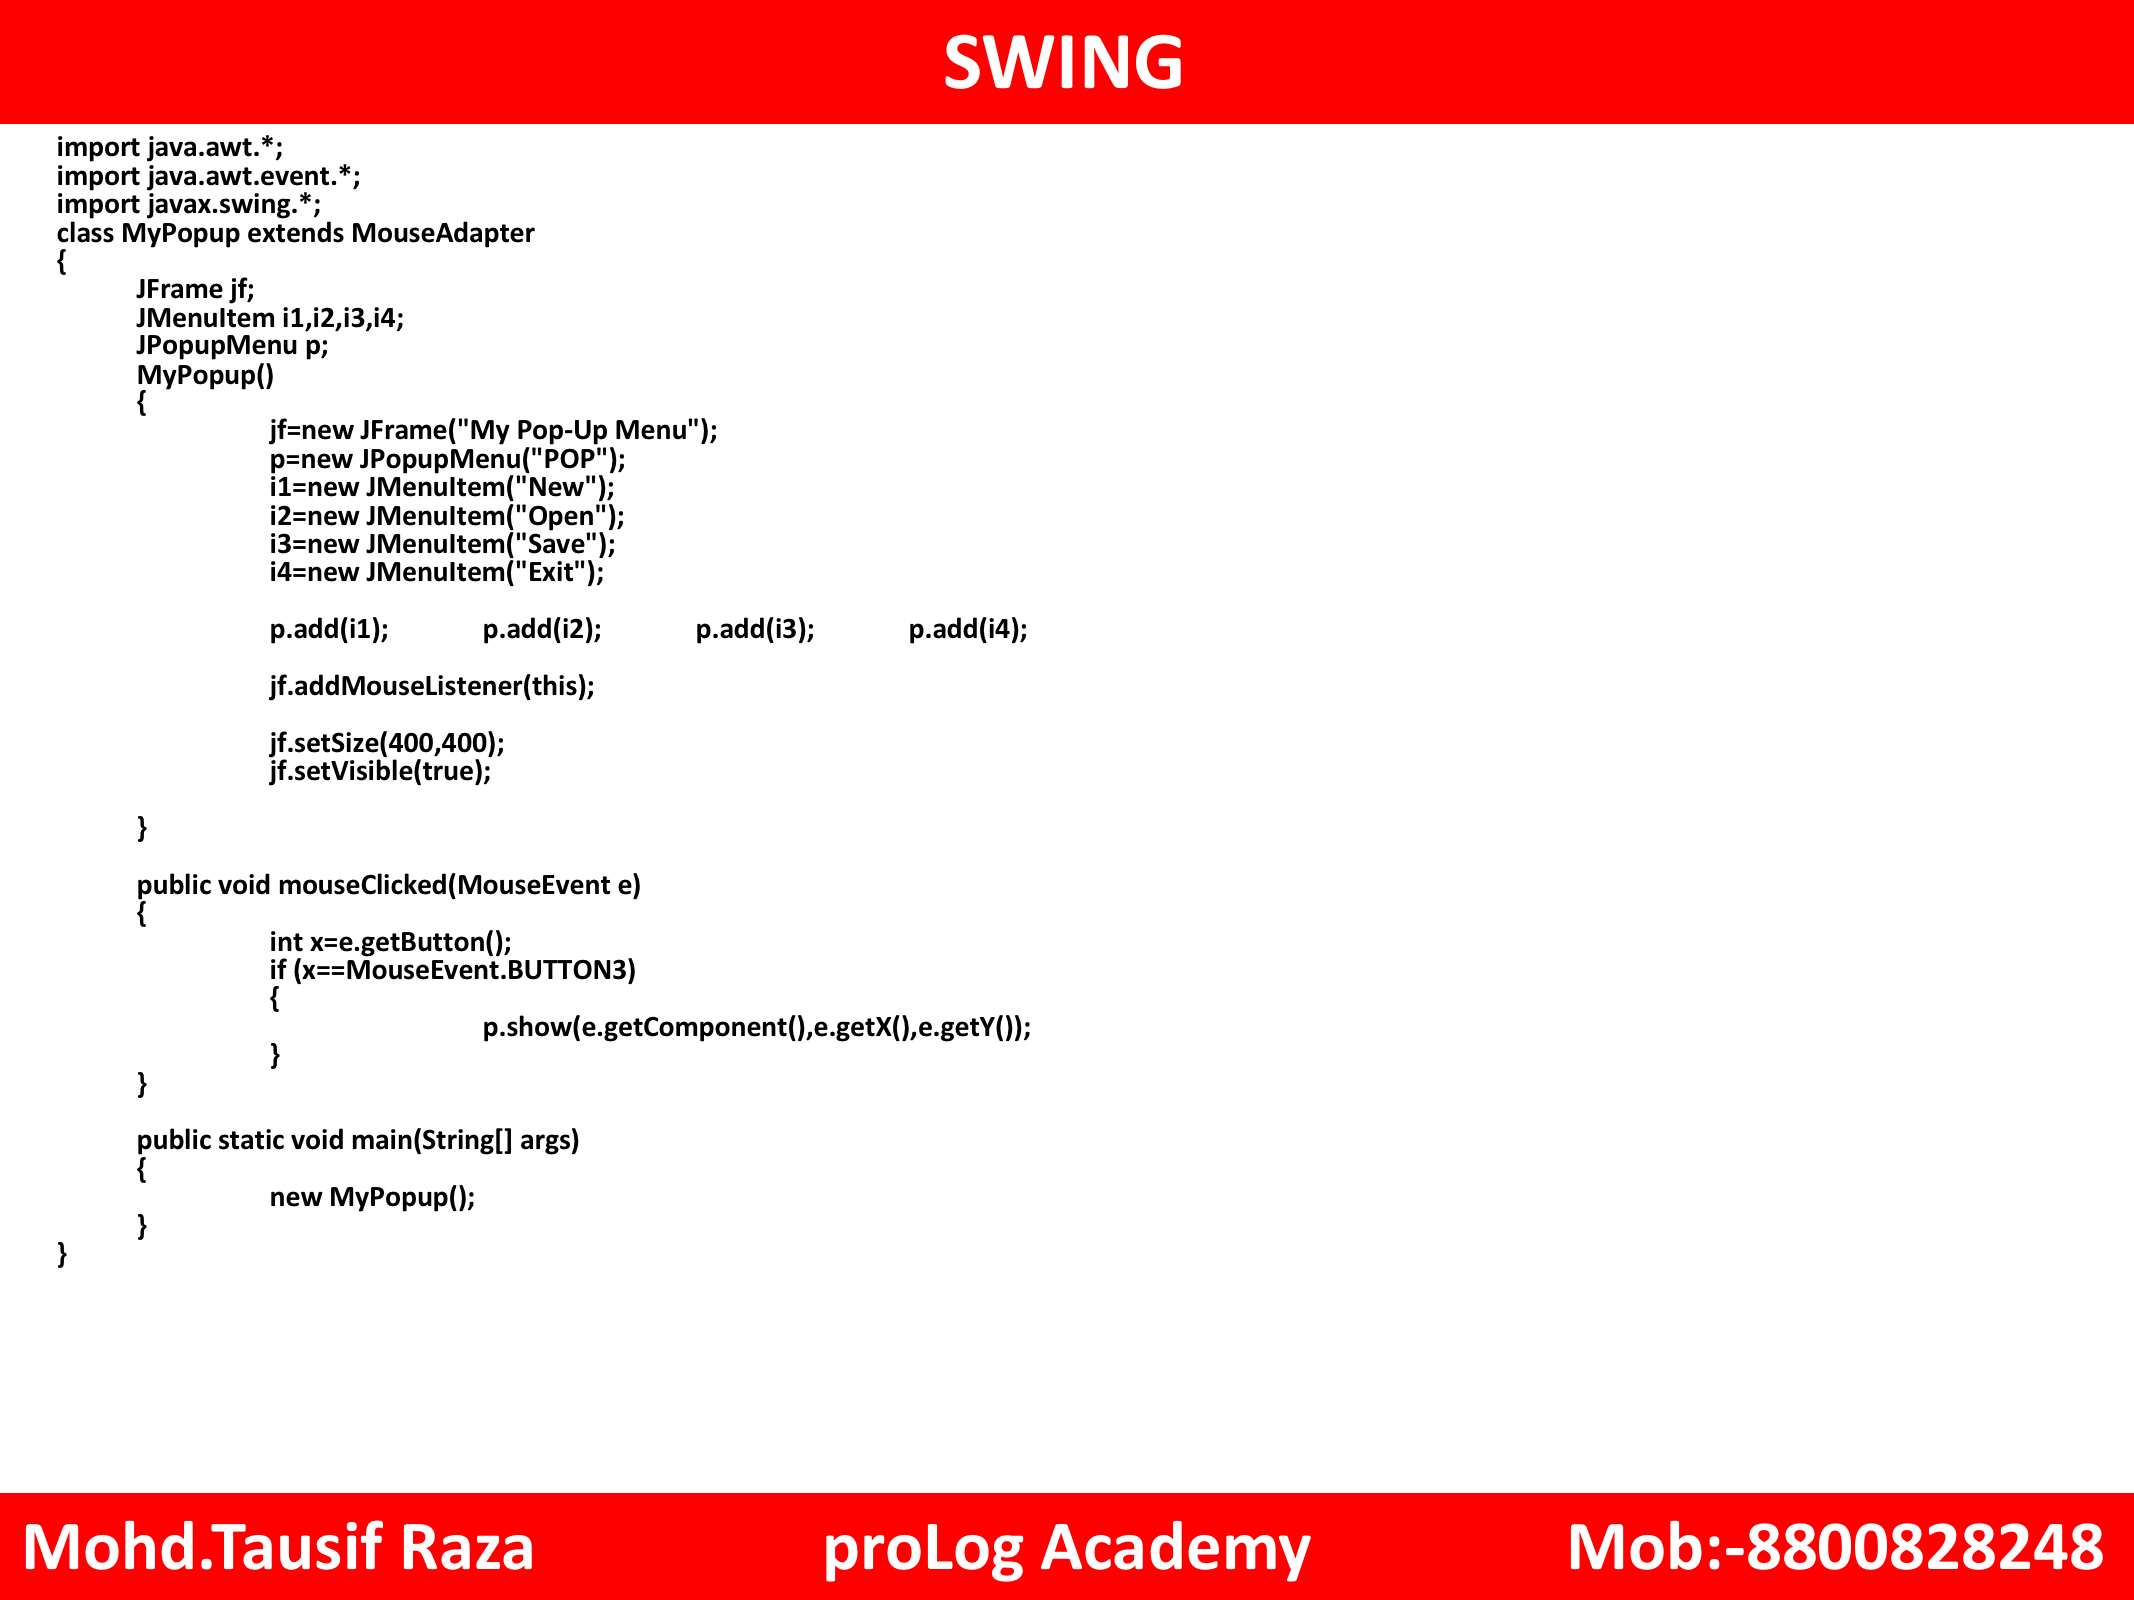 SWING
import java.awt.*;
import java.awt.event.*;
import javax.swing.*;
class MyPopup extends MouseAdapter
{
JFrame jf;
JMenuItem i1,i2,i3,i4;
JPopupMenu p;
MyPopup()
{
jf=new JFrame("My Pop-Up Menu");
p=new JPopupMenu("POP");
i1=new JMenuItem("New");
i2=new JMenuItem("Open");
i3=new JMenuItem("Save");
i4=new JMenuItem("Exit");
p.add(i1); p.add(i2); p.add(i3); p.add(i4);
jf.addMouseListener(this);
jf.setSize(400,400);
jf.setVisible(true);
}
public void mouseClicked(MouseEvent e)
{
int x=e.getButton();
if (x==MouseEvent.BUTTON3)
{
p.show(e.getComponent(),e.getX(),e.getY());
}
}
public static void main(String[] args)
{
new MyPopup();
}
}
Mohd.Tausif Raza proLog Academy Mob:-8800828248